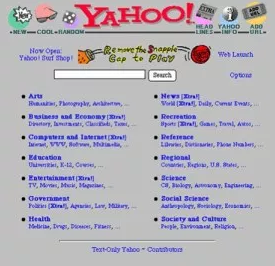 YAHOO!
NEW COOL RANDOM HEAD LINES YAHOO INFO ADD URL
Now Open:
Yahoo! Surf Shop!
Remove the Snapple Cap to Play
Web Launch
Search
Options
Arts
Humanities, Photography, Architecture, ...
Business and Economy [Xtra!]
Directory, Investments, Classifieds, Taxes, ...
Computers and Internet [Xtra!]
Internet, WWW, Software, Multimedia, ...
Education
Universities, K-12, Courses, ...
Entertainment [Xtra!]
TV, Movies, Music, Magazines, ...
Government
Politics [Xtra!], Agencies, Law, Military, ...
Health
Medicine, Drugs, Diseases, Fitness, ...
News [Xtra!]
World [Xtra!], Daily, Current Events, ...
Recreation
Sports [Xtra!], Games, Travel, Autos, ...
Reference
Libraries, Dictionaries, Phone Numbers, ...
Regional
Countries, Regions, U.S. States, ...
Science
CS, Biology, Astronomy, Engineering, ...
Social Science
Anthropology, Sociology, Economics, ...
Society and Culture
People, Environment, Religion, ...
Text-Only Yahoo - Contributors